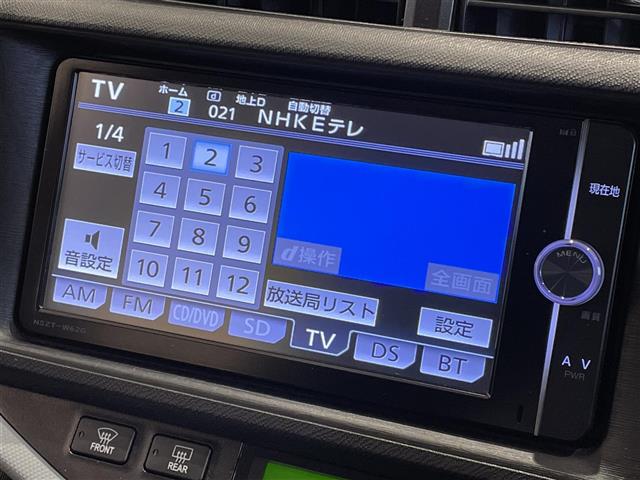 TV ホーム 2 d 地上D 021 自動切替 NHKEテレ
1/4
サービス切替
1 2 3
4 5 6
7 8 9
10 11 12
音設定
d操作
全画面
放送局リスト
設定
AM FM CD/DVD SD TV DS BT
NSZT-W62G
現在地
MENU
画質
AV
PWR
FRONT
REAR